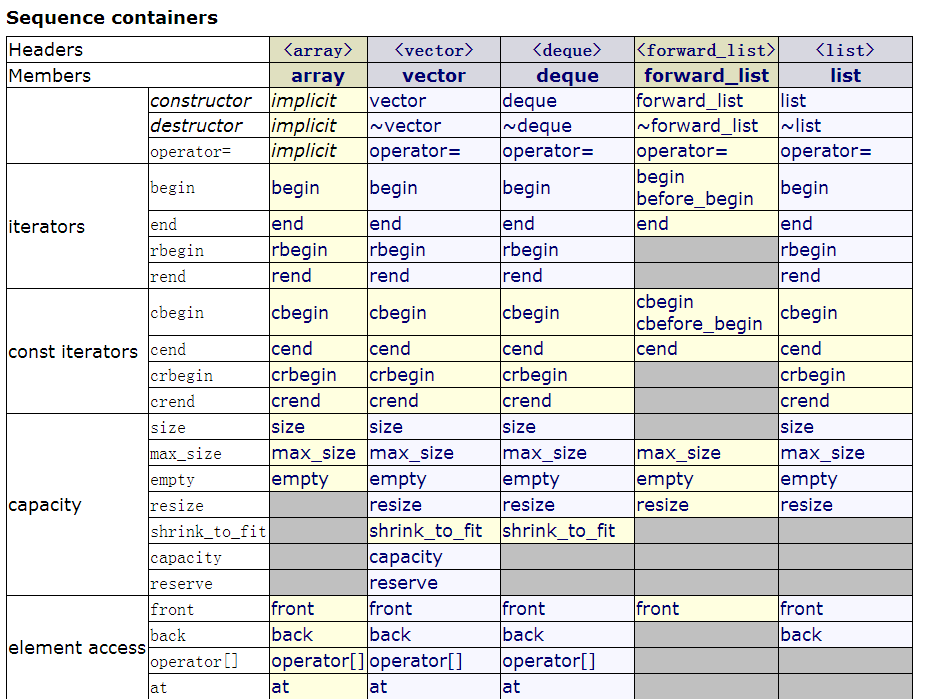 Sequence containers
Headers <array> <vector> <deque> <forward_list> <list>
Members array vector deque forward_list list
constructor implicit vector deque forward_list list
destructor implicit ~vector ~deque ~forward_list ~list
operator= implicit operator= operator= operator= operator=
iterators
begin begin begin begin begin before_begin begin
end end end end end end
rbegin rbegin rbegin rbegin rbegin
rend rend rend rend rend
const iterators
cbegin cbegin cbegin cbegin cbegin cbefore_begin cbegin
cend cend cend cend cend cend
crbegin crbegin crbegin crbegin crbegin
crend crend crend crend crend
capacity
size size size size size
max_size max_size max_size max_size max_size max_size
empty empty empty empty empty empty
resize resize resize resize resize
shrink_to_fit shrink_to_fit shrink_to_fit
capacity capacity
reserve reserve
element access
front front front front front front
back back back back back
operator[] operator[] operator[] operator[]
at at at at